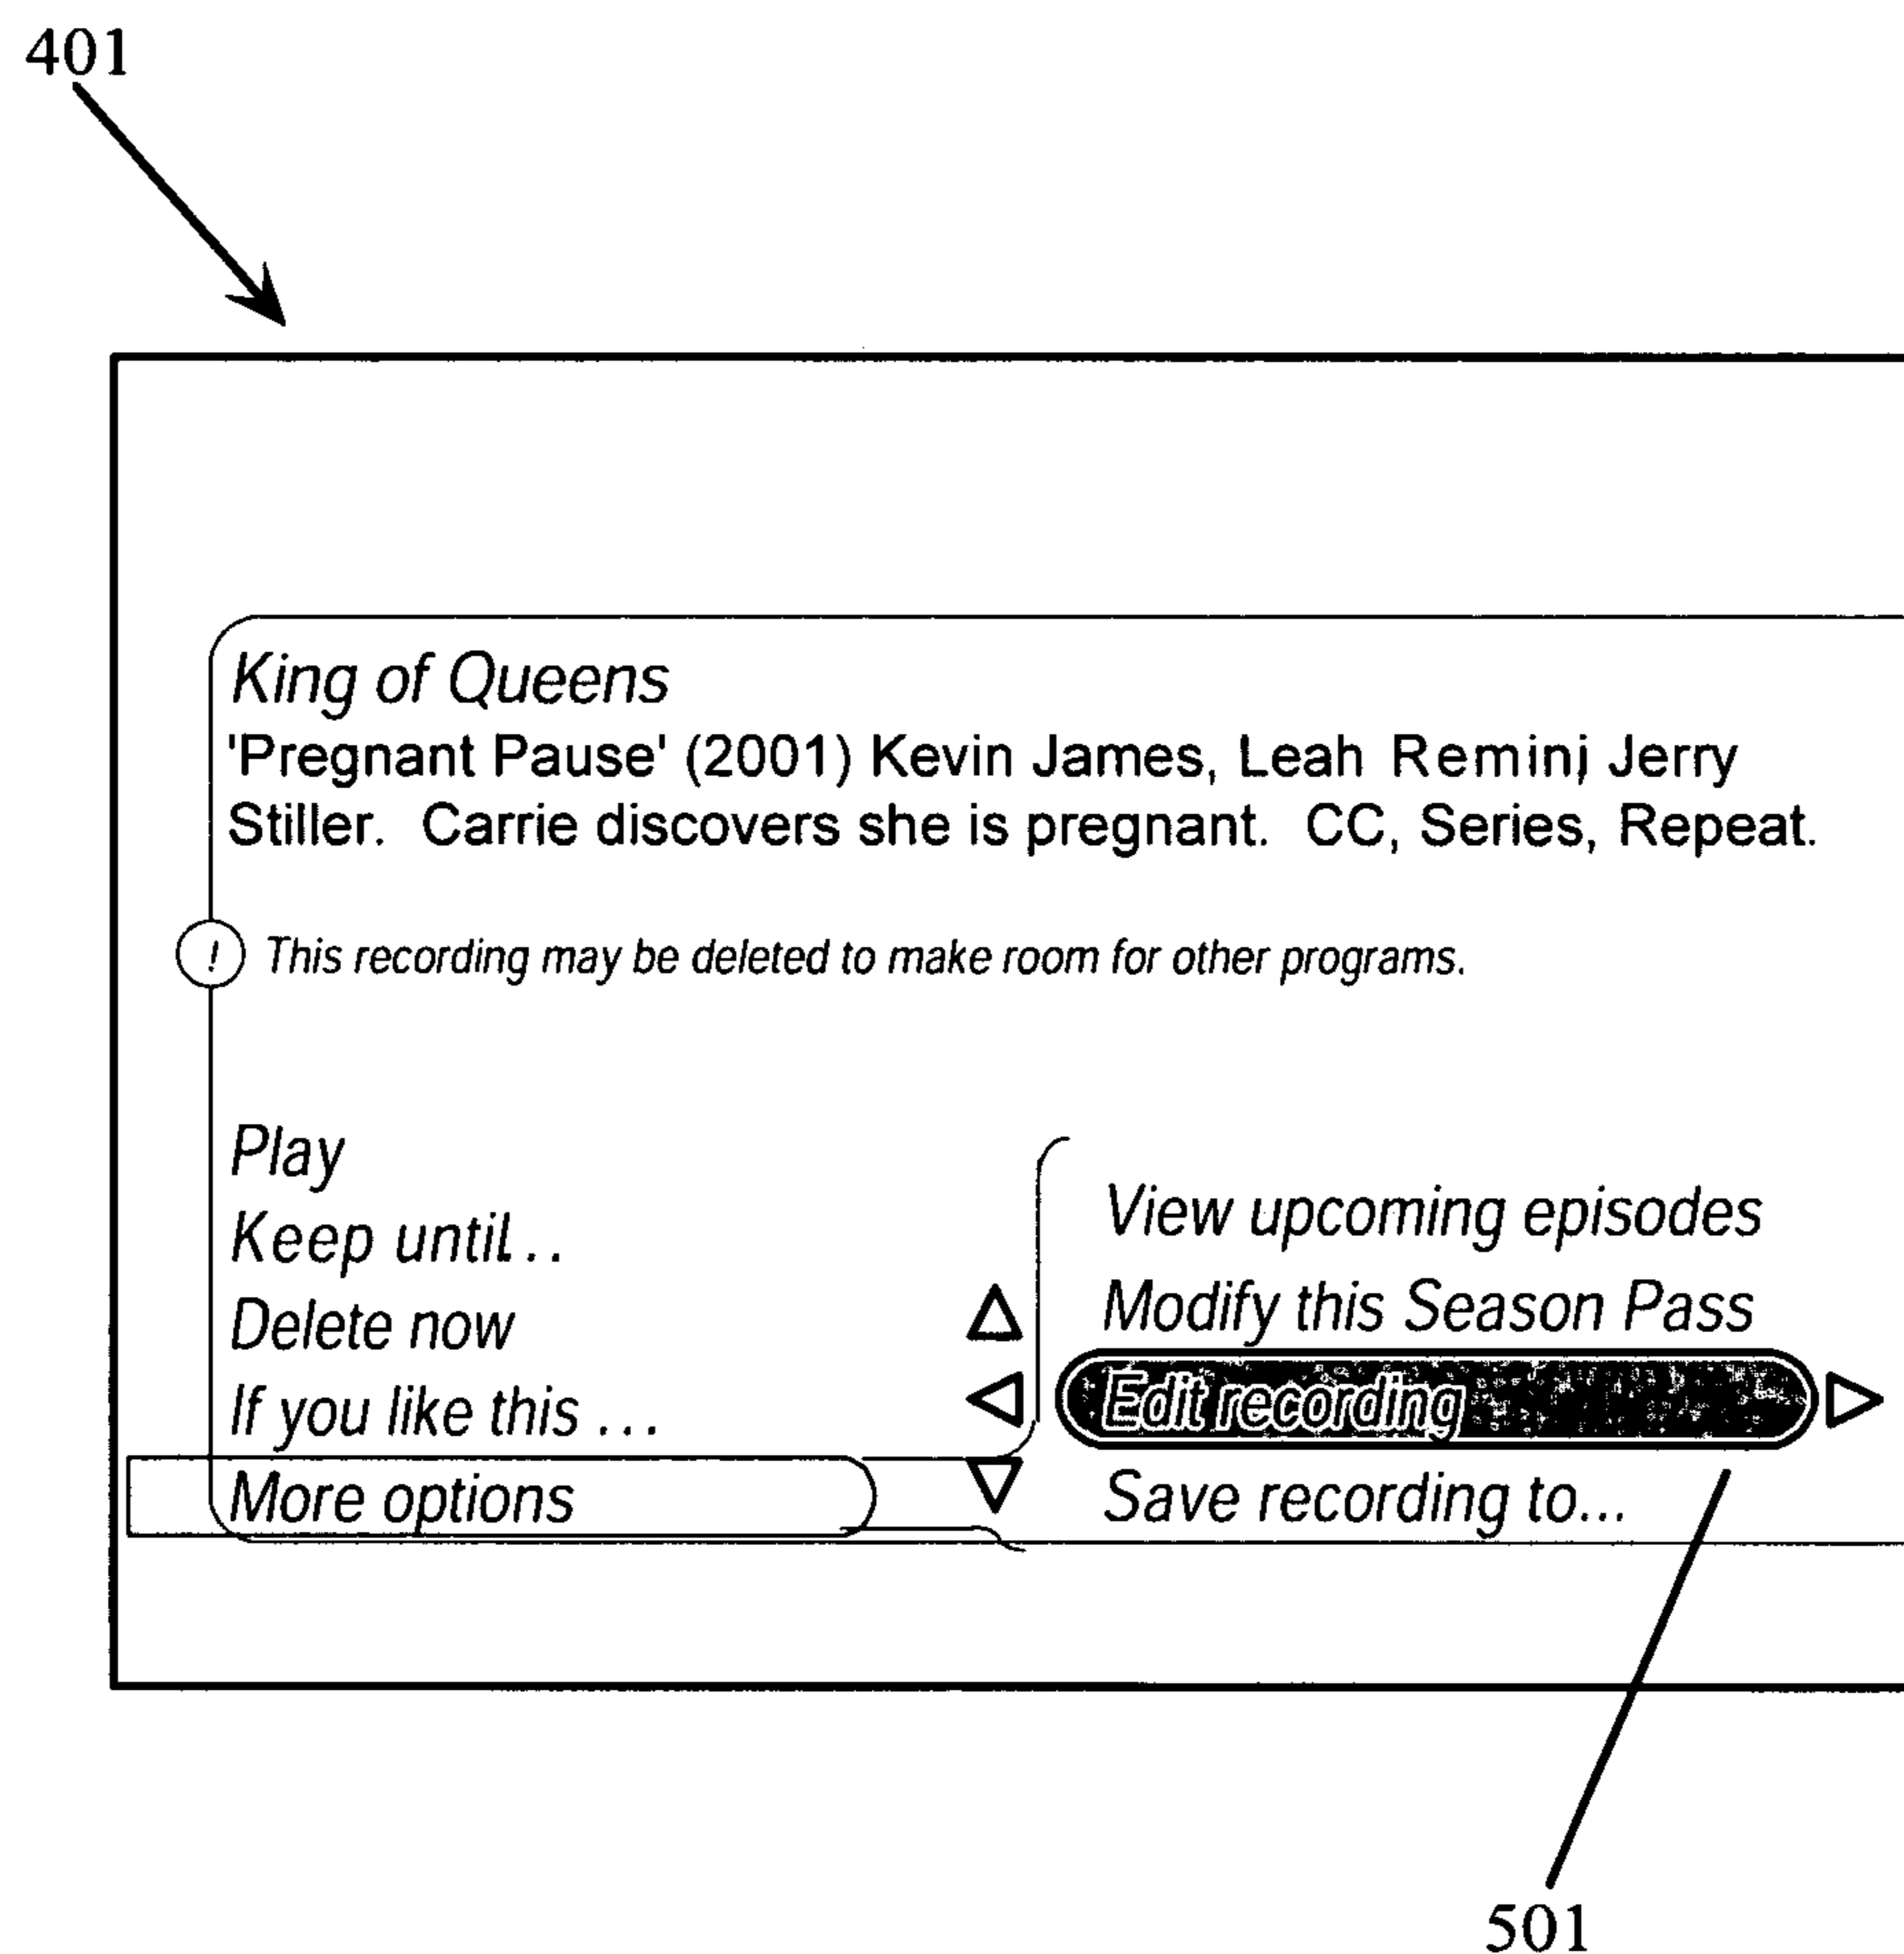 401
King of Queens
'Pregnant Pause' (2001) Kevin James, Leah Remini Jerry
Stiller. Carrie discovers she is pregnant. CC, Series, Repeat.
! This recording may be deleted to make room for other programs.
Play
Keep until...
Delete now
If you like this ...
More options
View upcoming episodes
Modify this Season Pass
Edit recording
Save recording to...
501